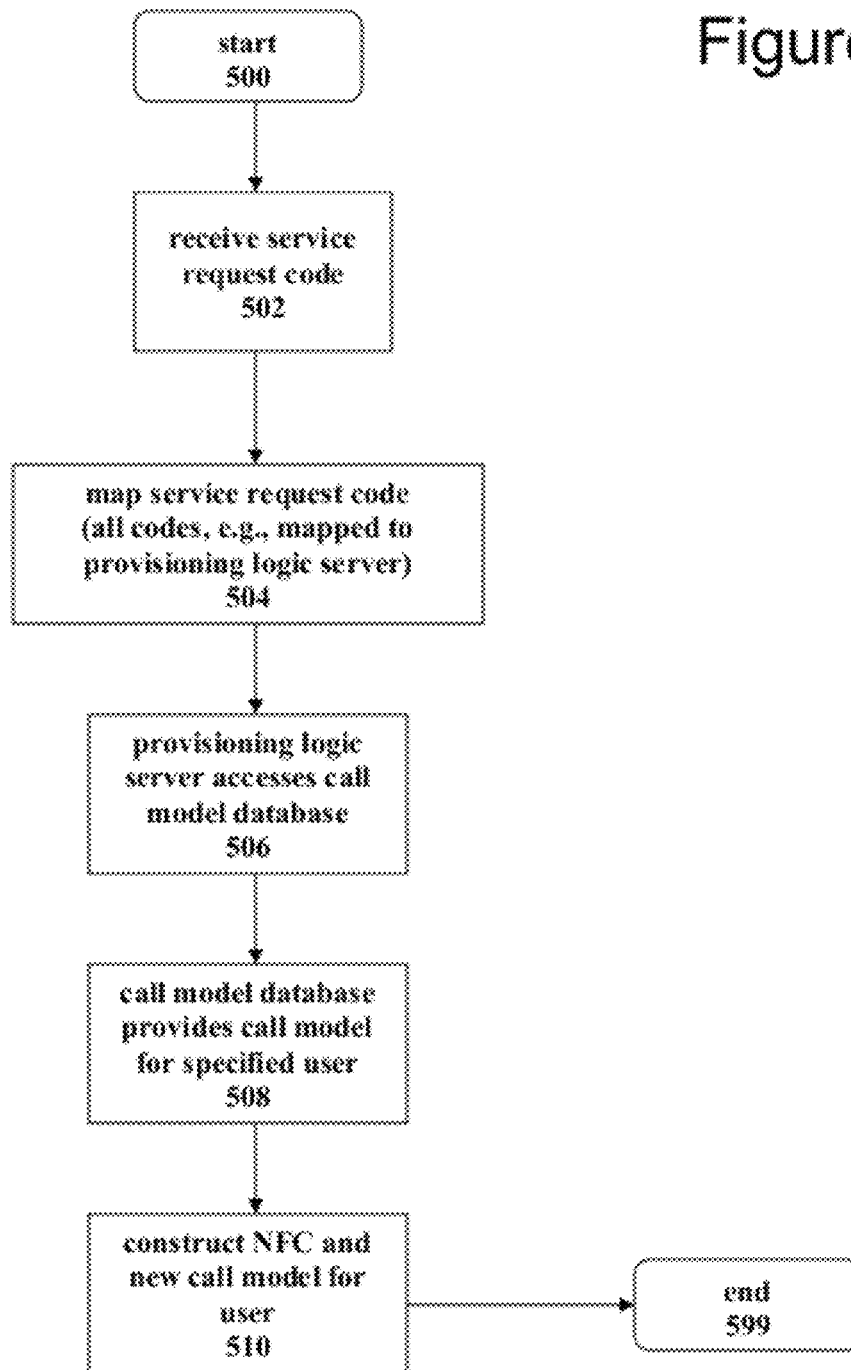 Figure
start
500
receive service
request code
502
map service request code
(all codes, e.g., mapped to
provisioning logic server)
504
provisioning logic
server accesses call
model database
506
call model database
provides call model
for specified user
508
construct NFC and
new call model for
user
510
end
599